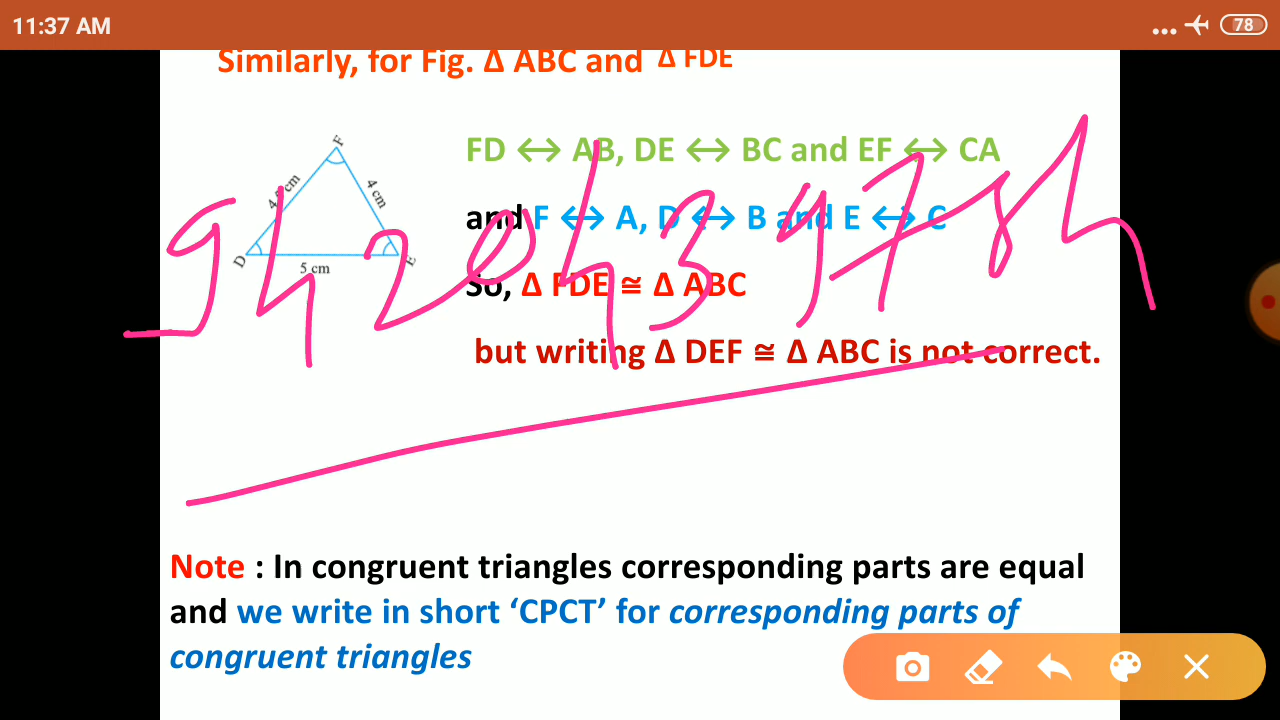 11:37 AM
78
Similarly, for Fig. Δ ABC and Δ FDE
F
4.5 cm
4 cm
D
E
5 cm
FD ↔ AB, DE ↔ BC and EF ↔ CA
and F ↔ A, D ↔ B and E ↔ C
So, Δ FDE ≅ Δ ABC
but writing Δ DEF ≅ Δ ABC is not correct.
9420439784
Note : In congruent triangles corresponding parts are equal
and we write in short ‘CPCT’ for corresponding parts of
congruent triangles